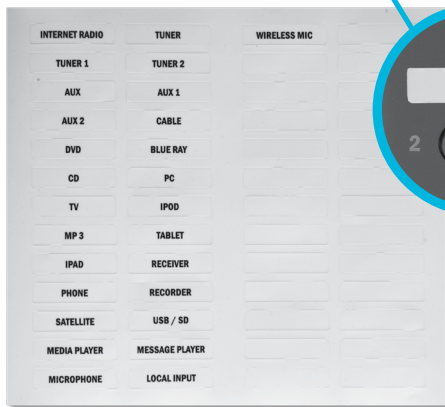 INTERNET RADIO TUNER WIRELESS MIC
TUNER 1 TUNER 2
AUX AUX 1
AUX 2 CABLE
DVD BLUE RAY
2
CD PC
TV IPOD
MP 3 TABLET
IPAD RECEIVER
PHONE RECORDER
SATELLITE USB / SD
MEDIA PLAYER MESSAGE PLAYER
MICROPHONE LOCAL INPUT